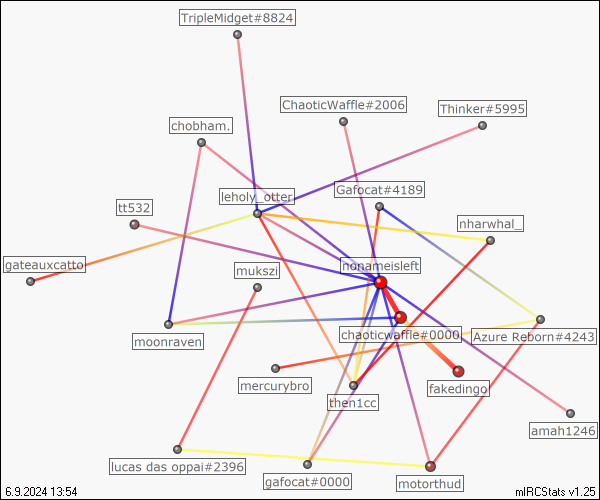 TripleMidget#8824
ChaoticWaffle#2006
Thinker#5995
chobham.
leholy_otter
Gafocat#4189
tt532
nharwhal_
gateauxcatto
mukszi
nonameisleft
moonraven
chaoticwaffle#0000
Azure Reborn#4243
mercurybro
fakedingo
then1cc
amah1246
lucas das oppai#2396
gafocat#0000
motorthud
6.9.2024 13:54
mIRCStats v1.25